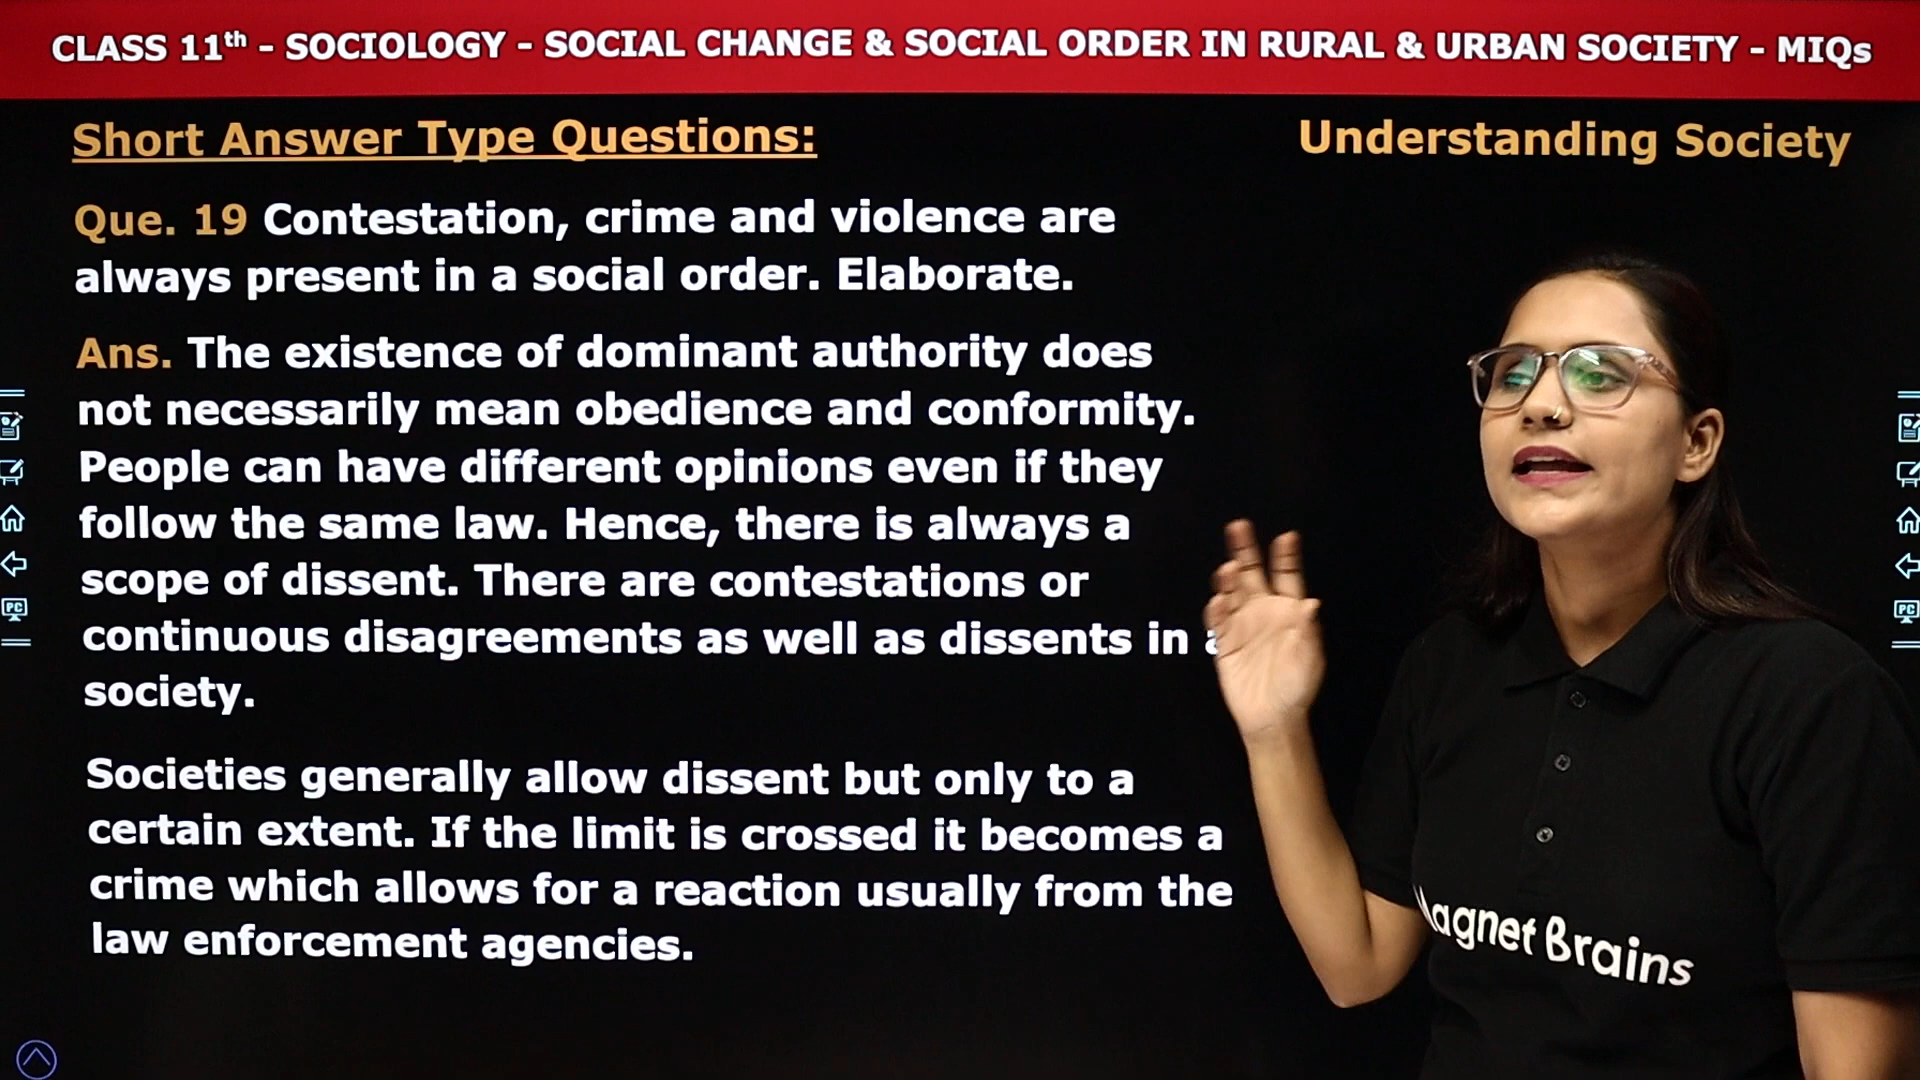 CLASS 11th - SOCIOLOGY - SOCIAL CHANGE & SOCIAL ORDER IN RURAL & URBAN SOCIETY - MIQs
Short Answer Type Questions:
Understanding Society
Que. 19 Contestation, crime and violence are
always present in a social order. Elaborate.
Ans. The existence of dominant authority does
not necessarily mean obedience and conformity.
People can have different opinions even if they
follow the same law. Hence, there is always a
scope of dissent. There are contestations or
continuous disagreements as well as dissents in a
society.
Societies generally allow dissent but only to a
certain extent. If the limit is crossed it becomes a
crime which allows for a reaction usually from the
law enforcement agencies.
PC
PC
Magnet Brains